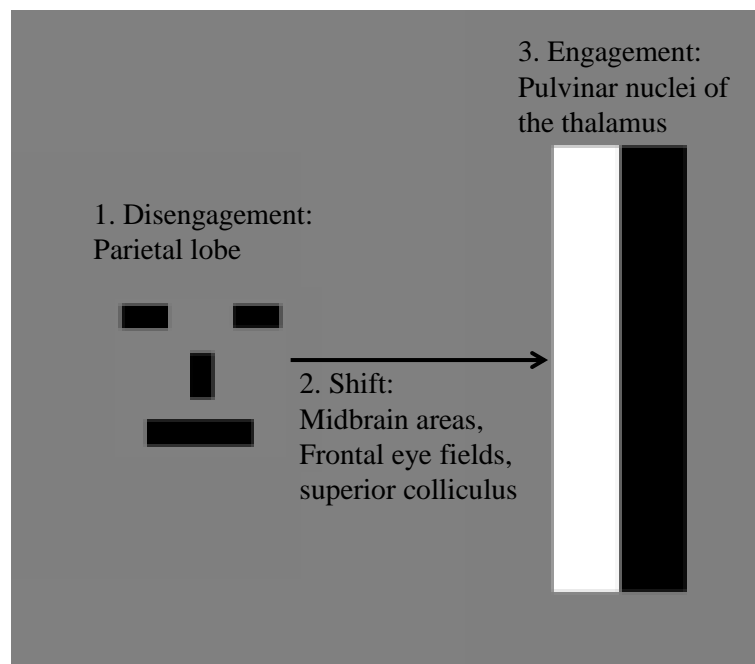 1. Disengagement:
Parietal lobe
2. Shift:
Midbrain areas,
Frontal eye fields,
superior colliculus
3. Engagement:
Pulvinar nuclei of
the thalamus